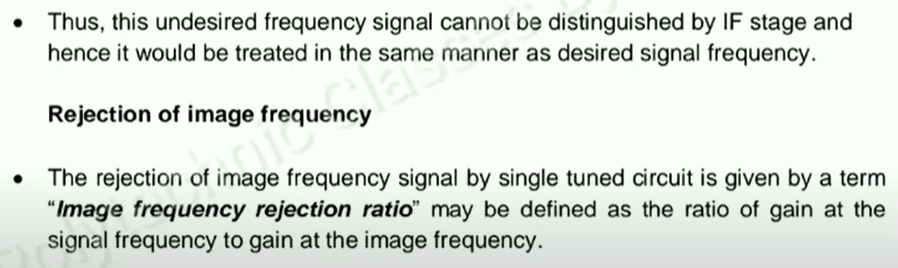 • Thus, this undesired frequency signal cannot be distinguished by IF stage and
hence it would be treated in the same manner as desired signal frequency.
Rejection of image frequency
• The rejection of image frequency signal by single tuned circuit is given by a term
“Image frequency rejection ratio” may be defined as the ratio of gain at the
signal frequency to gain at the image frequency.